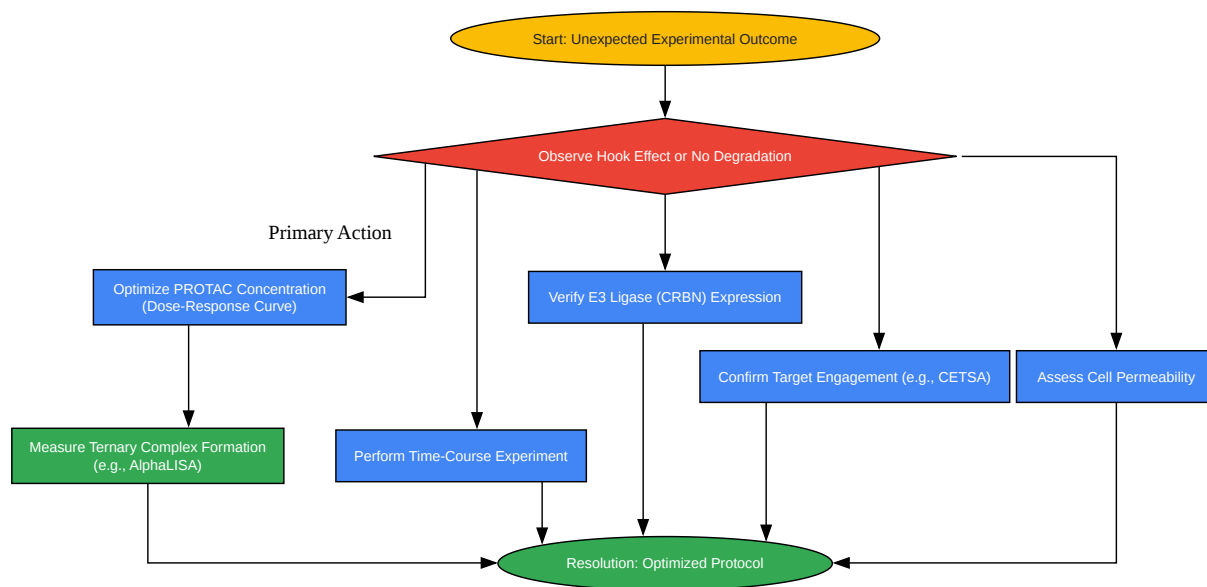 Start: Unexpected Experimental Outcome
Observe Hook Effect or No Degradation
Primary Action
Optimize PROTAC Concentration
(Dose-Response Curve)
Verify E3 Ligase (CRBN) Expression
Confirm Target Engagement (e.g., CETSA)
Assess Cell Permeability
Measure Ternary Complex Formation
(e.g., AlphaLISA)
Perform Time-Course Experiment
Resolution: Optimized Protocol